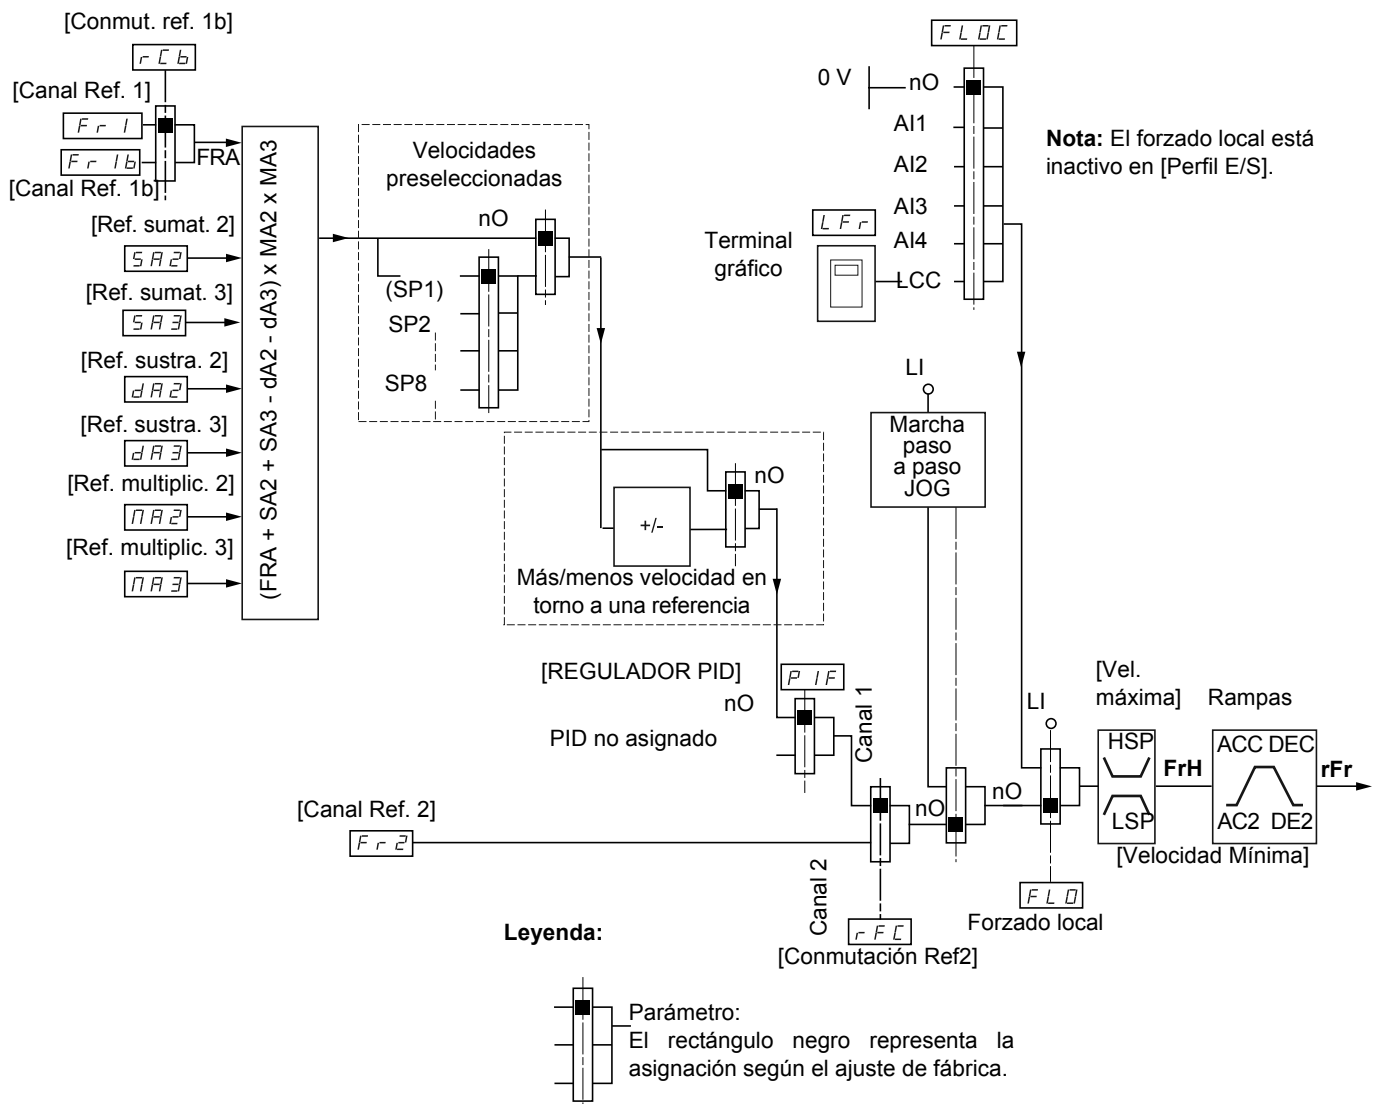 [Conmut. ref. 1b]
rCb
[Canal Ref. 1]
Fr1
Fr1b
FRA
[Canal Ref. 1b]
[Ref. sumat. 2]
SA2
[Ref. sumat. 3]
SA3
[Ref. sustra. 2]
dA2
[Ref. sustra. 3]
dA3
[Ref. multiplic. 2]
MA2
[Ref. multiplic. 3]
MA3
(FRA + SA2 + SA3 - dA2 - dA3) x MA2 x MA3
Velocidades
preseleccionadas
nO
(SP1)
SP2
SP8
nO
+/-
Más/menos velocidad en
torno a una referencia
FLOC
0 V
nO
AI1
AI2
AI3
AI4
LCC
LFr
Terminal
gráfico
Nota: El forzado local está
inactivo en [Perfil E/S].
LI
Marcha
paso
a paso
JOG
[REGULADOR PID]
PIF
nO
PID no asignado
Canal 1
[Canal Ref. 2]
Fr2
Canal 2
rFC
[Conmutación Ref2]
nO
nO
LI
FLO
Forzado local
[Vel.
máxima]
HSP
LSP
[Velocidad Mínima]
FrH
Rampas
ACC DEC
AC2 DE2
rFr
Leyenda:
Parámetro:
El rectángulo negro representa la
asignación según el ajuste de fábrica.